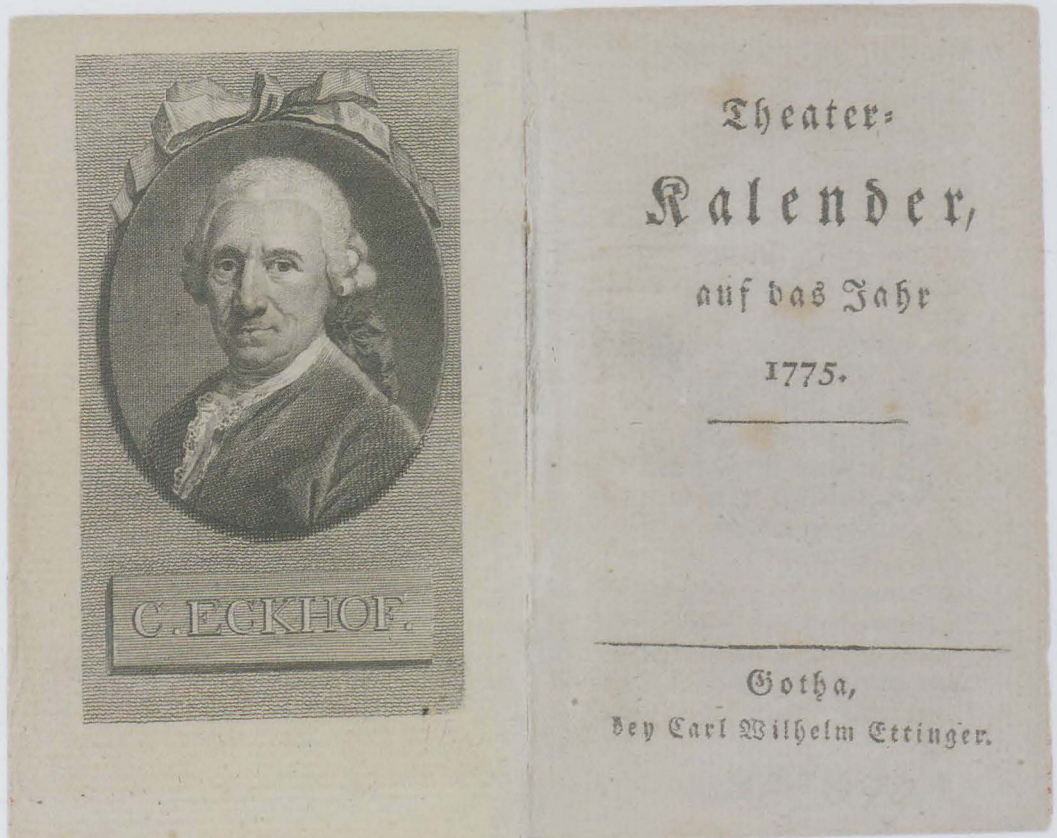 C. ECKHOF.
Theater-
Kalender,
auf das Jahr
1775.
Gotha,
bey Carl Wilhelm Ettinger.